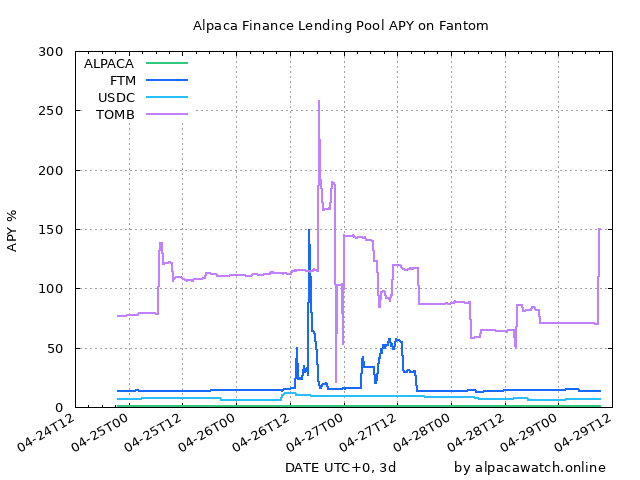 Alpaca Finance Lending Pool APY on Fantom
300
250
200
150
100
50
0
APY %
ALPACA
FTM
USDC
TOMB
04-24T12
04-25T00
04-25T12
04-26T00
04-26T12
04-27T00
04-27T12
04-28T00
04-28T12
04-29T00
04-29T12
DATE UTC+0, 3d
by alpacawatch.online